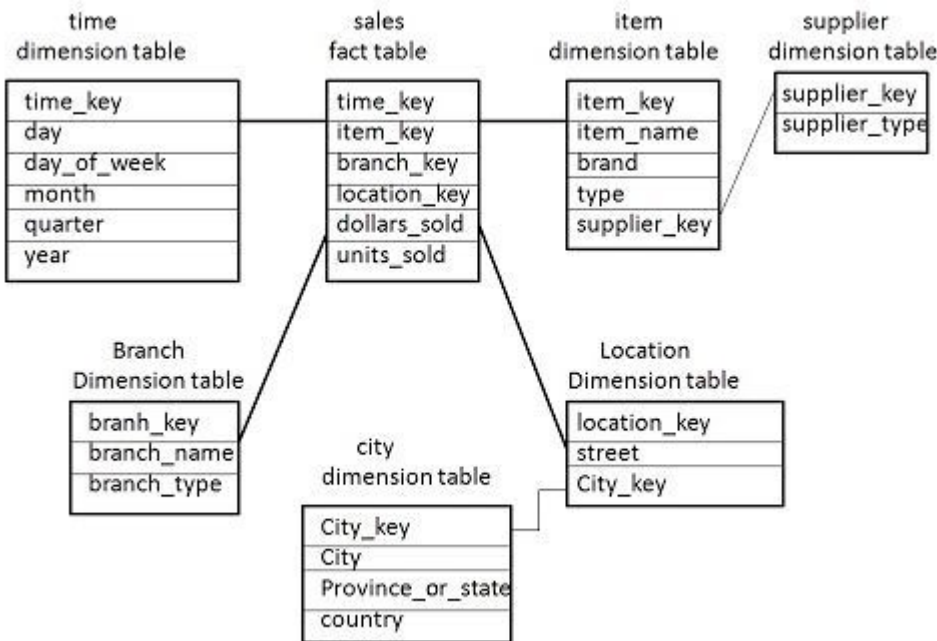 time
dimension table
time_key
day
day_of_week
month
quarter
year
sales
fact table
time_key
item_key
branch_key
location_key
dollars_sold
units_sold
item
dimension table
item_key
item_name
brand
type
supplier_key
supplier
dimension table
supplier_key
supplier_type
Branch
Dimension table
branh_key
branch_name
branch_type
city
dimension table
City_key
City
Province_or_state
country
Location
Dimension table
location_key
street
City_key